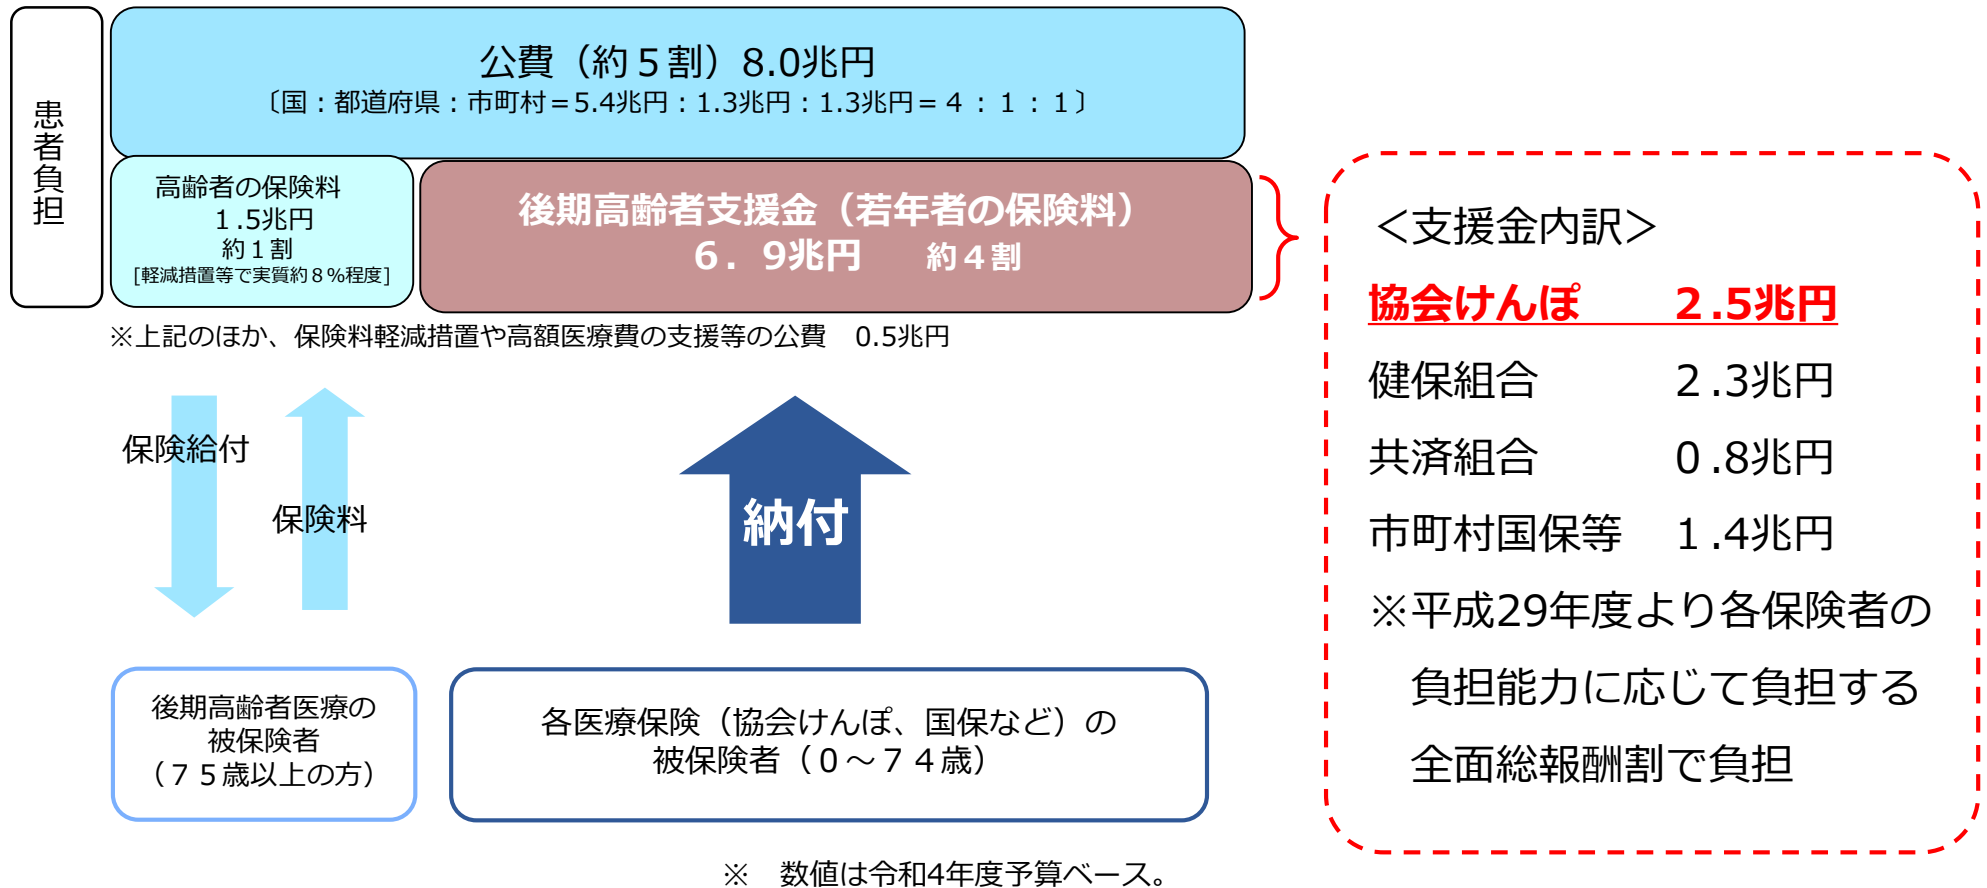 患者負担
公費（約５割）8.0兆円
〔国：都道府県：市町村＝5.4兆円：1.3兆円：1.3兆円＝４：１：１〕
高齢者の保険料
１.5兆円
約１割
[軽減措置等で実質約８%程度]
後期高齢者支援金（若年者の保険料）
６．９兆円　約４割
※上記のほか、保険料軽減措置や高額医療費の支援等の公費　0.5兆円
保険給付
保険料
納付
後期高齢者医療の
被保険者
（７５歳以上の方）
各医療保険（協会けんぽ、国保など）の
被保険者（０～７４歳）
＜支援金内訳＞
協会けんぽ　２.5兆円
健保組合　２.3兆円
共済組合　０.8兆円
市町村国保等　１.4兆円
※平成29年度より各保険者の
負担能力に応じて負担する
全面総報酬割で負担
※　数値は令和4年度予算ベース。